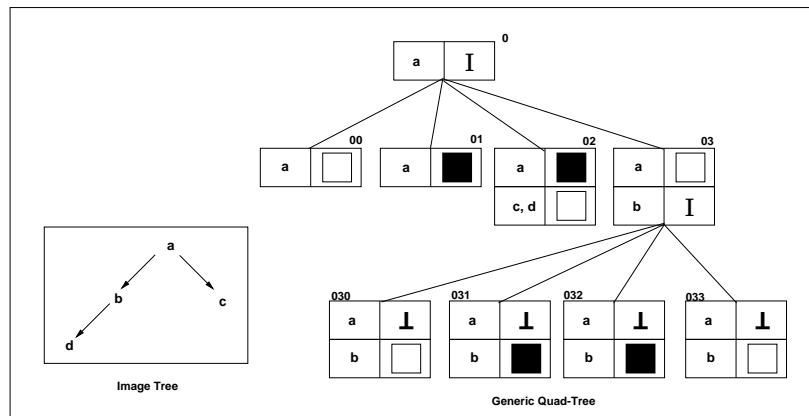 0
a I
00 01 02 03
a a a a
c, d b I
a
b c
d
030 031 032 033
a ⊥ a ⊥ a ⊥ a ⊥
b b b b
Image Tree
Generic Quad-Tree